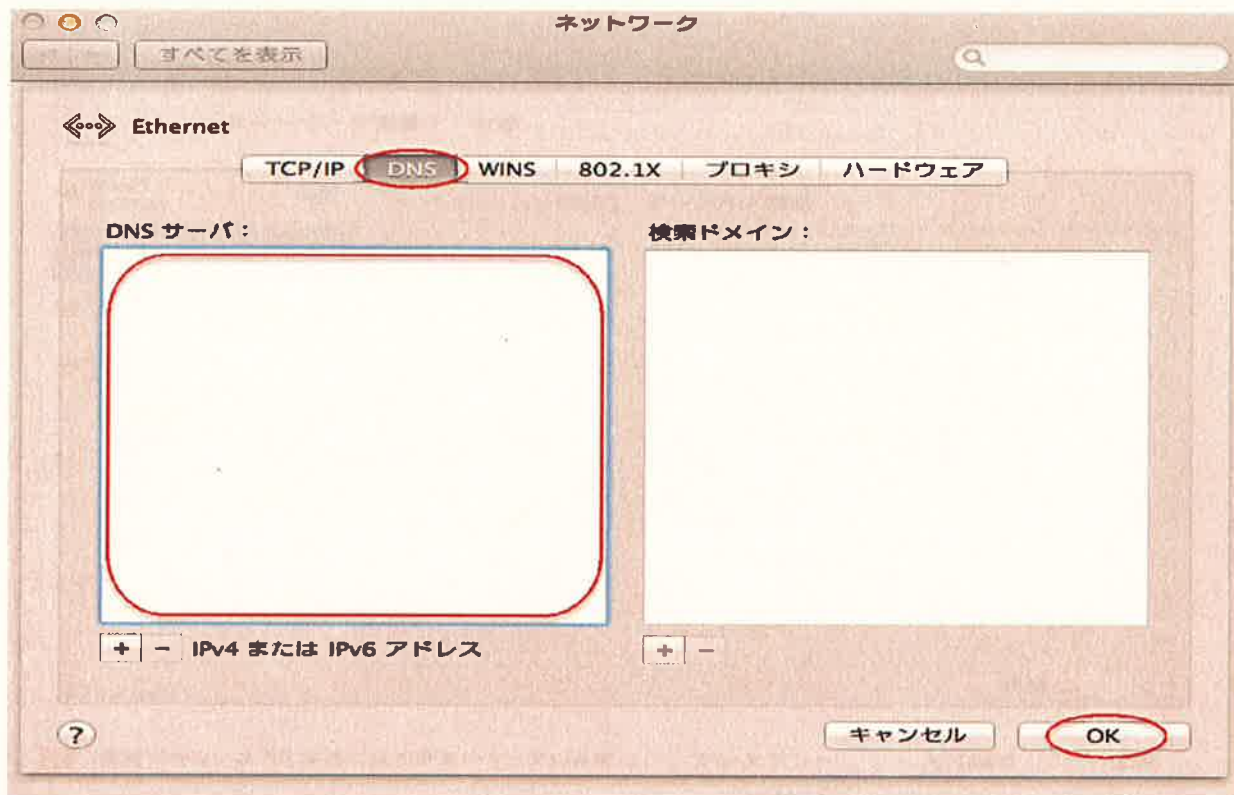 ネットワーク
すべてを表示
Ethernet
TCP/IP DNS WINS 802.1X プロキシ ハードウェア
DNS サーバ： 検索ドメイン：
+ − IPv4 または IPv6 アドレス + −
? キャンセル OK